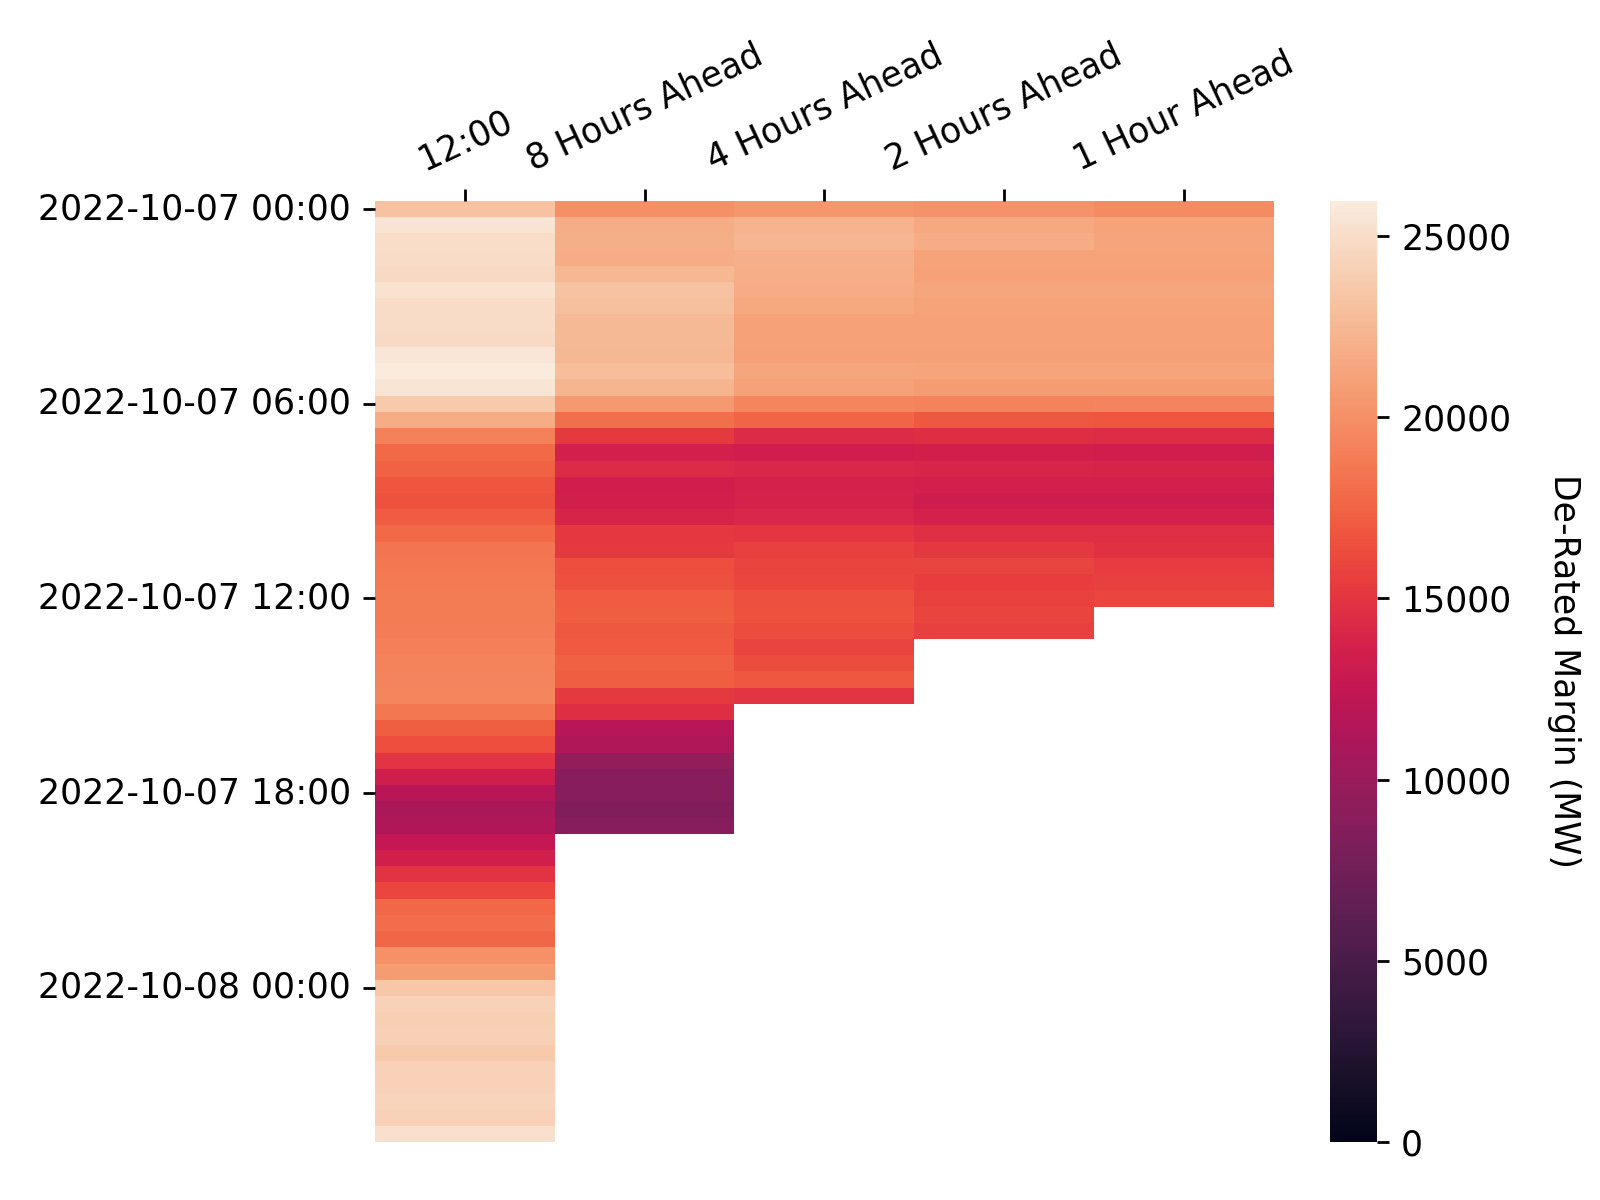 12:00
8 Hours Ahead
4 Hours Ahead
2 Hours Ahead
1 Hour Ahead
2022-10-07 00:00
2022-10-07 06:00
2022-10-07 12:00
2022-10-07 18:00
2022-10-08 00:00
25000
20000
15000
10000
5000
0
De-Rated Margin (MW)